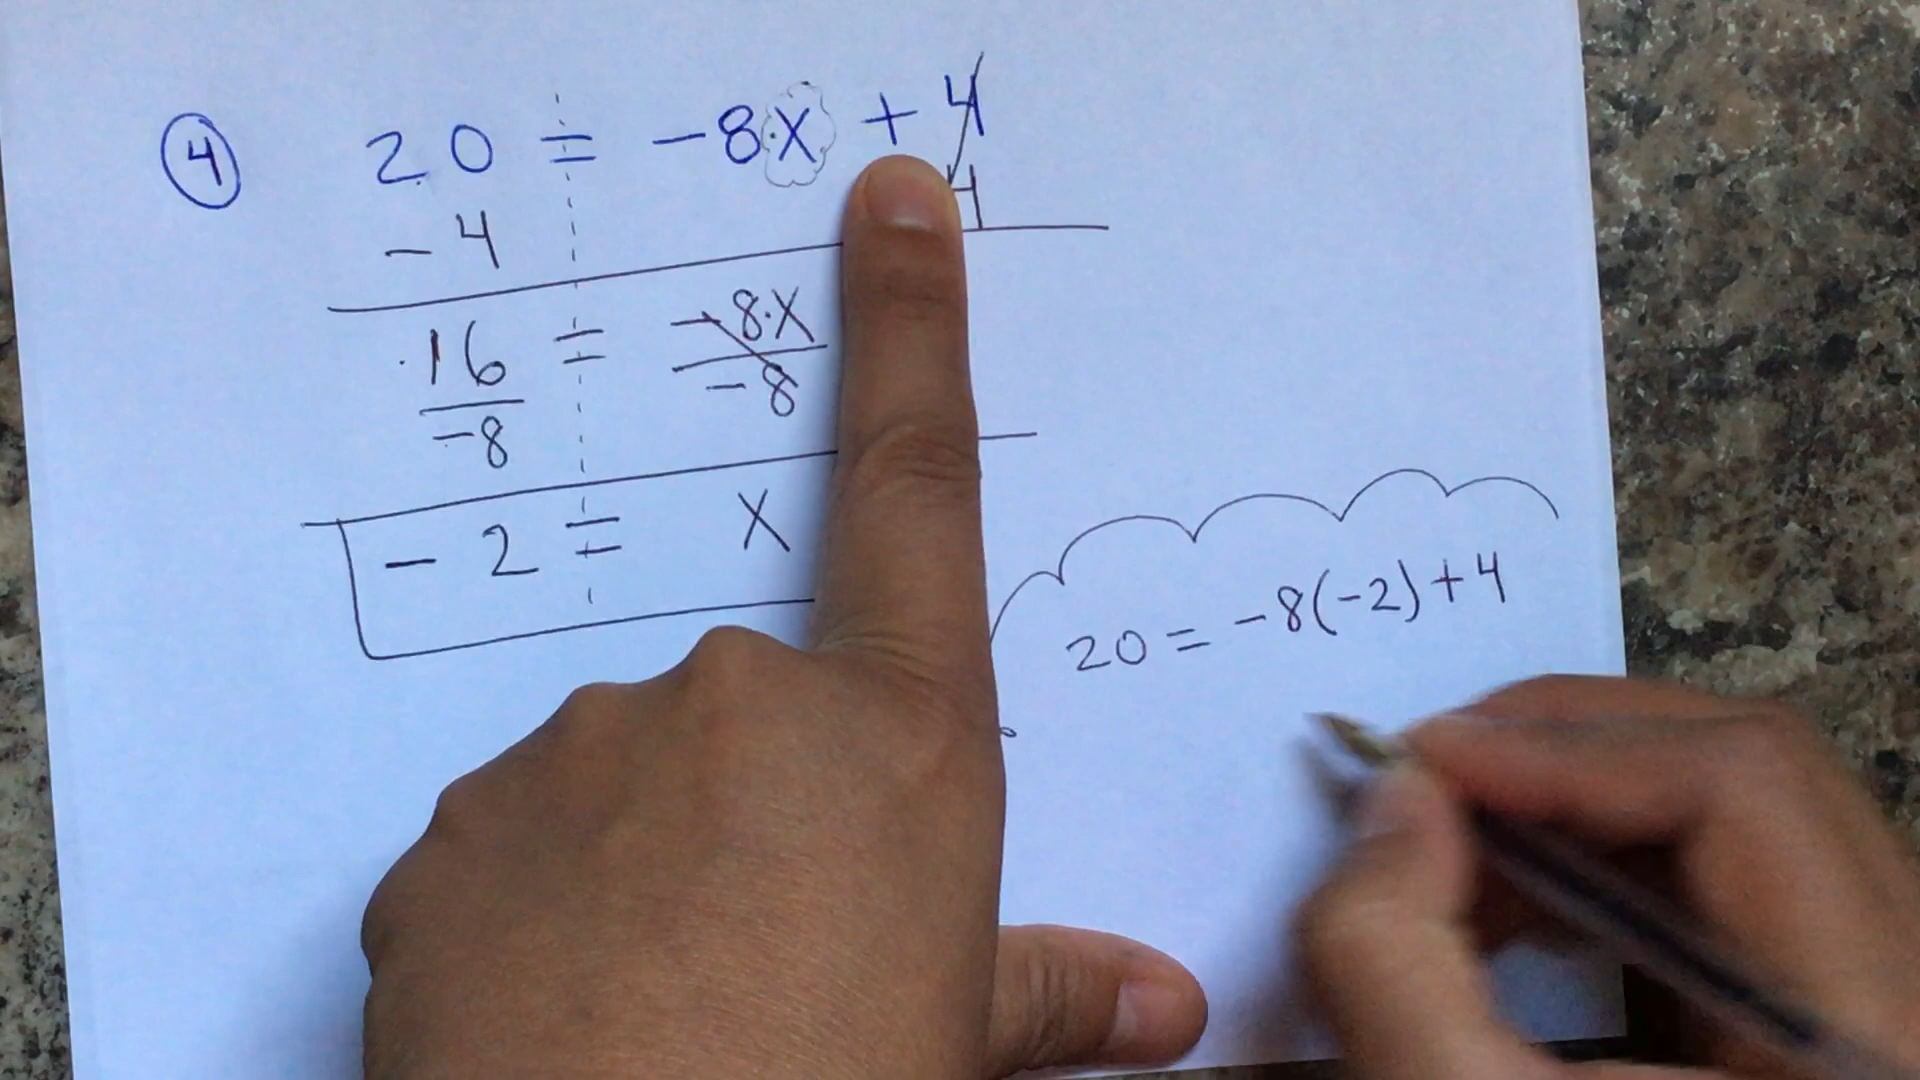 ④ 20 = -8·X + 4
- 4 4
16 = -8·X
-8 -8
- 2 = X
20 = -8(-2)+4